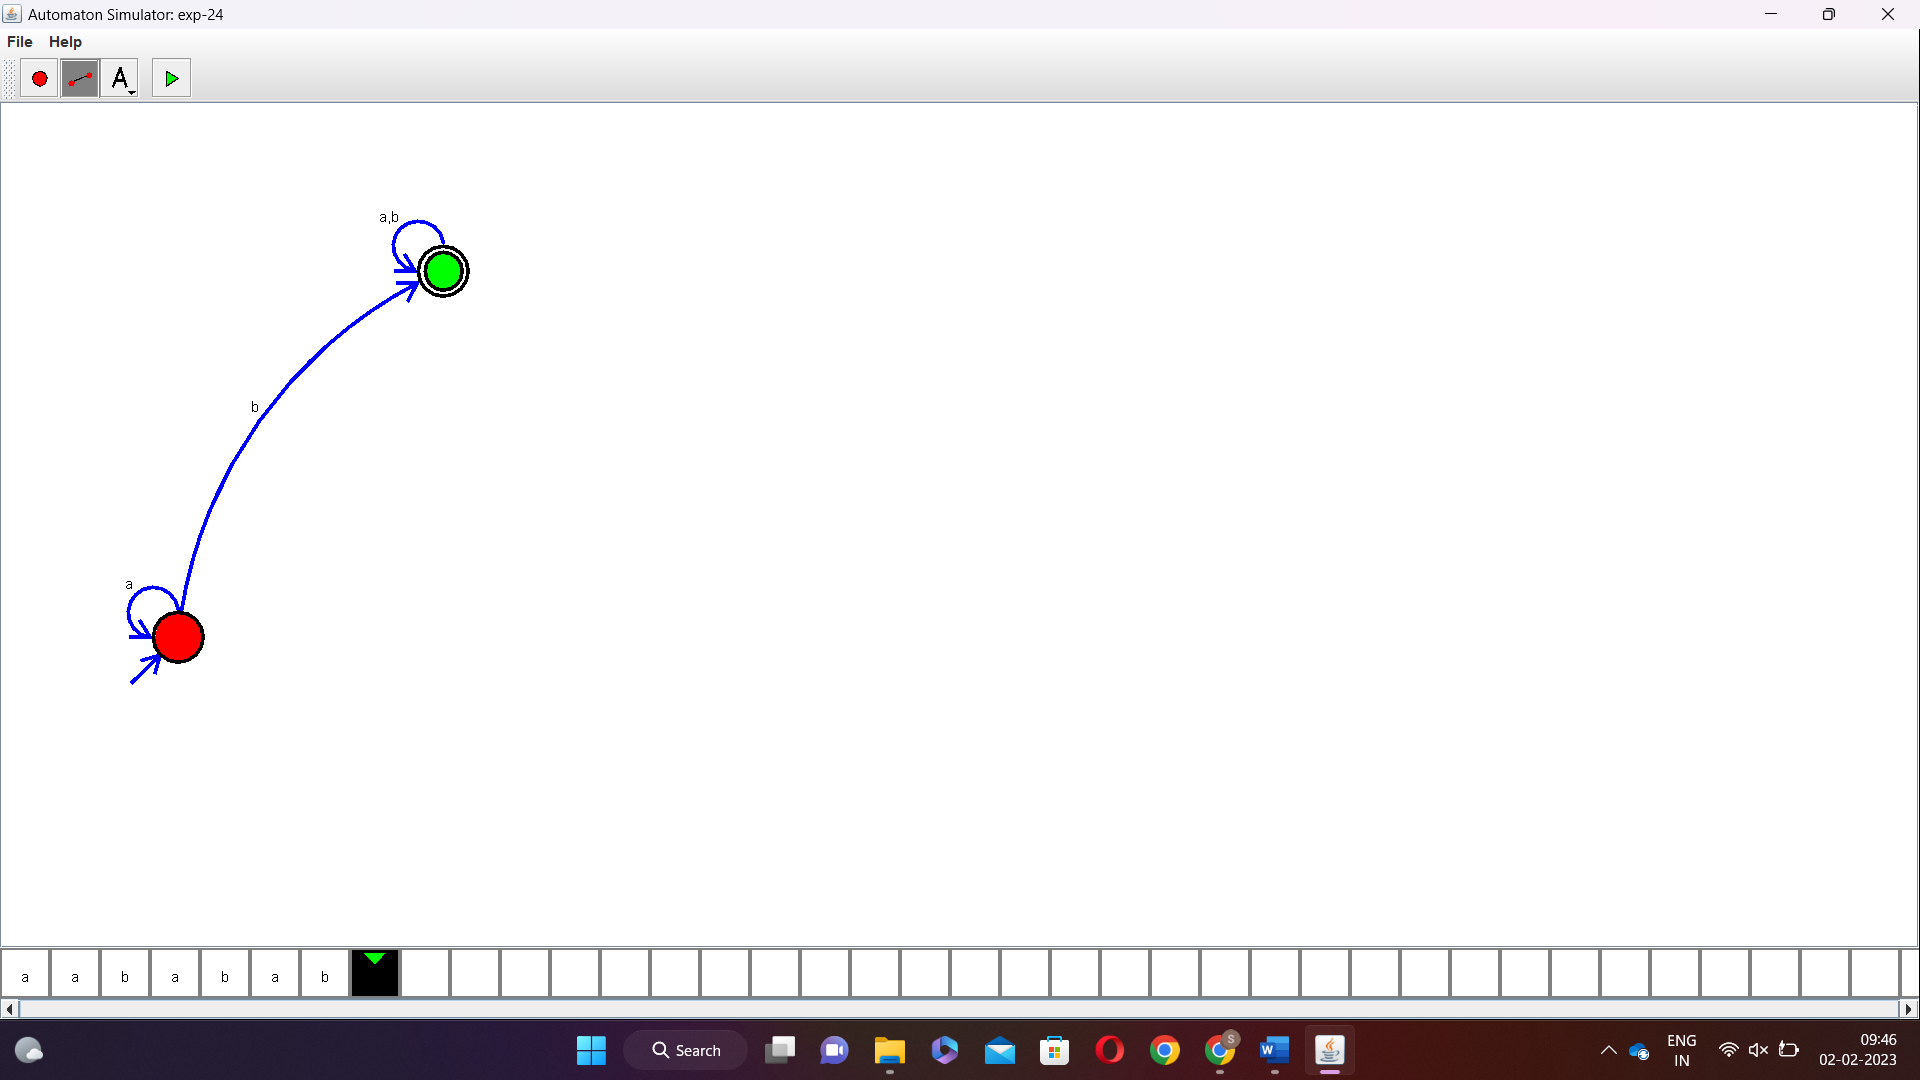 Automaton Simulator: exp-24
File Help
A
a,b
b
a
a a b a b a b
Search
S
W
ENG
IN
09:46
02-02-2023